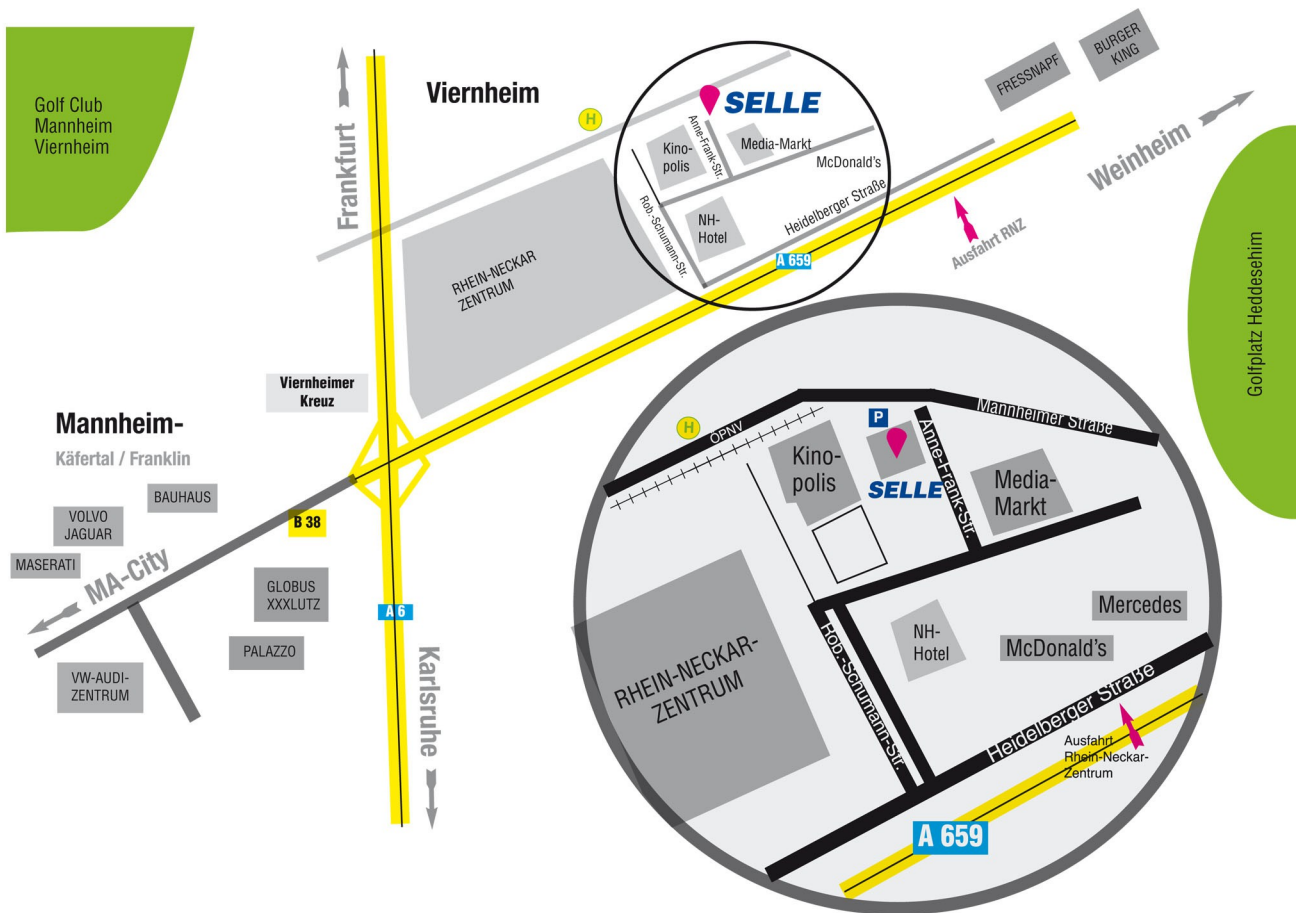 Golf Club
Mannheim
Viernheim
Frankfurt
Viernheim
H
SELLE
Anne-Frank-Str.
Kino-
polis
Media-Markt
McDonald's
Rob.-Schumann-Str.
NH-
Hotel
Heidelberger Straße
A 659
FRESSNAPF
BURGER
KING
Weinheim
Ausfahrt RNZ
RHEIN-NECKAR
ZENTRUM
Golfplatz Heddesehim
Viernheimer
Kreuz
Mannheim-
Käfertal / Franklin
BAUHAUS
VOLVO
JAGUAR
MASERATI
MA-City
B 38
GLOBUS
XXXLUTZ
A 6
PALAZZO
VW-AUDI-
ZENTRUM
Karlsruhe
H
OPNV
P
Mannheimer Straße
Kino-
polis
SELLE
Anne-Frank-Str.
Media-
Markt
RHEIN-NECKAR-
ZENTRUM
Rob.-Schumann-Str.
NH-
Hotel
Mercedes
McDonald's
Heidelberger Straße
Ausfahrt
Rhein-Neckar-
Zentrum
A 659